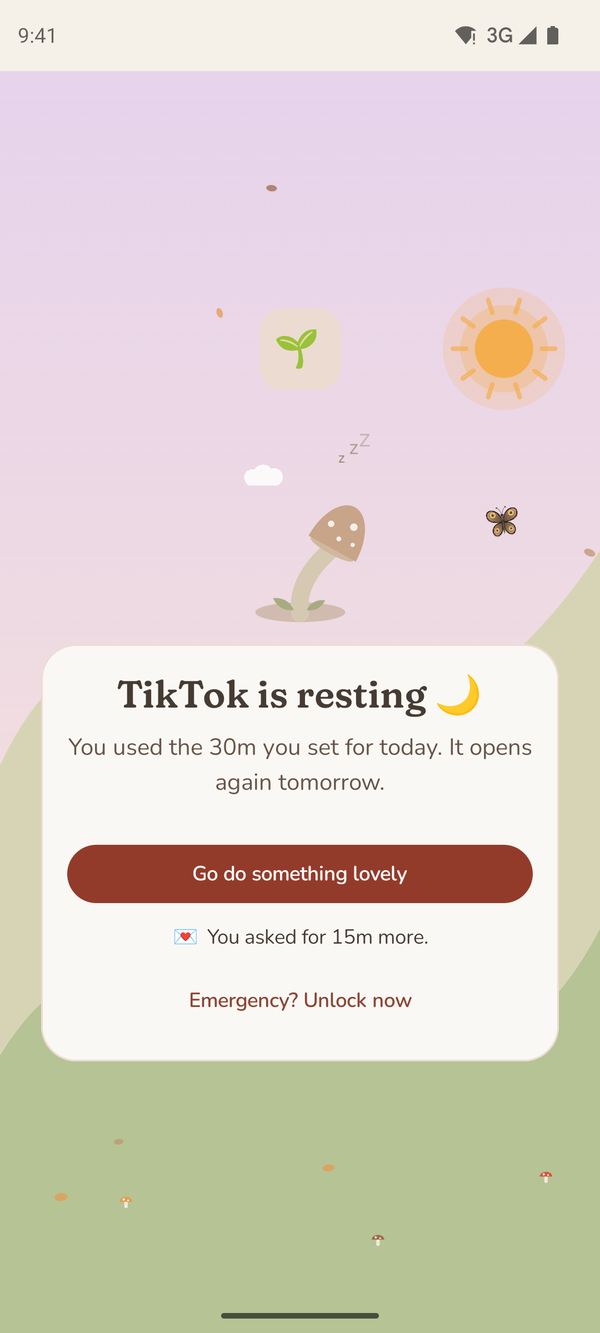 9:41
3G
z z Z
TikTok is resting 🌙
You used the 30m you set for today. It opens
again tomorrow.
Go do something lovely
💌 You asked for 15m more.
Emergency? Unlock now